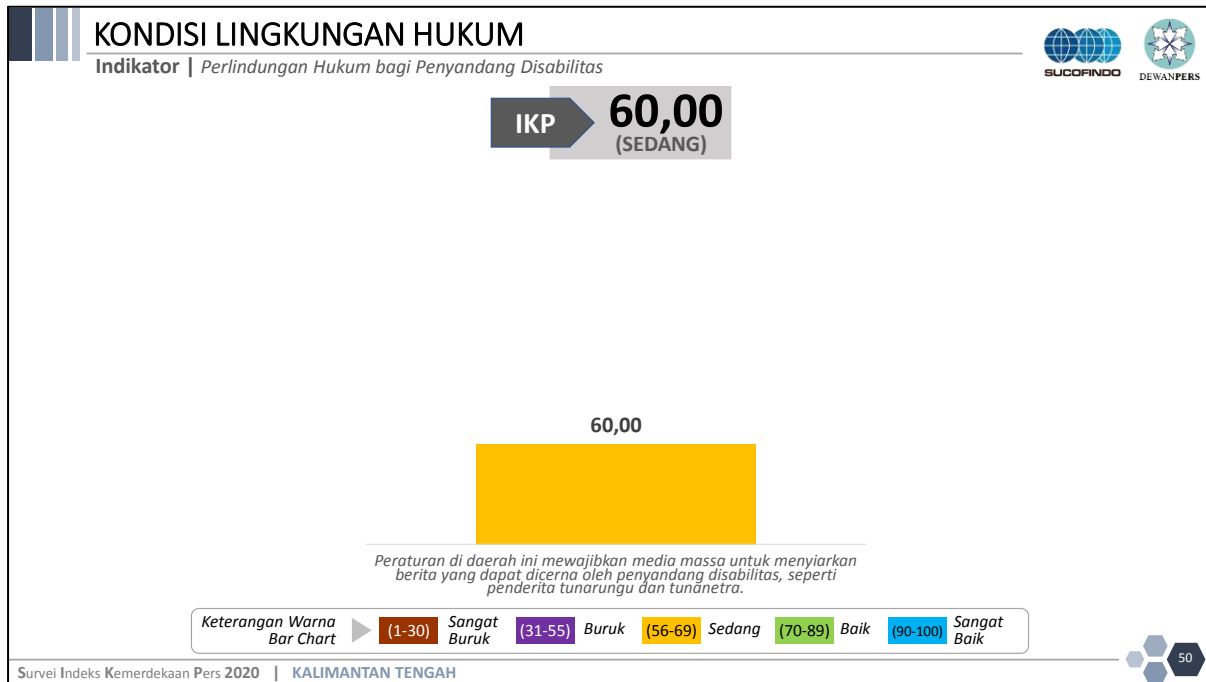 KONDISI LINGKUNGAN HUKUM
Indikator | Perlindungan Hukum bagi Penyandang Disabilitas
SUCOFINDO
DEWANPERS
IKP
60,00
(SEDANG)
60,00
Peraturan di daerah ini mewajibkan media massa untuk menyiarkan
berita yang dapat dicerna oleh penyandang disabilitas, seperti
penderita tunarungu dan tunanetra.
Keterangan Warna
Bar Chart
(1-30) Sangat
Buruk
(31-55) Buruk
(56-69) Sedang
(70-89) Baik
(90-100) Sangat
Baik
Survei Indeks Kemerdekaan Pers 2020 | KALIMANTAN TENGAH
50